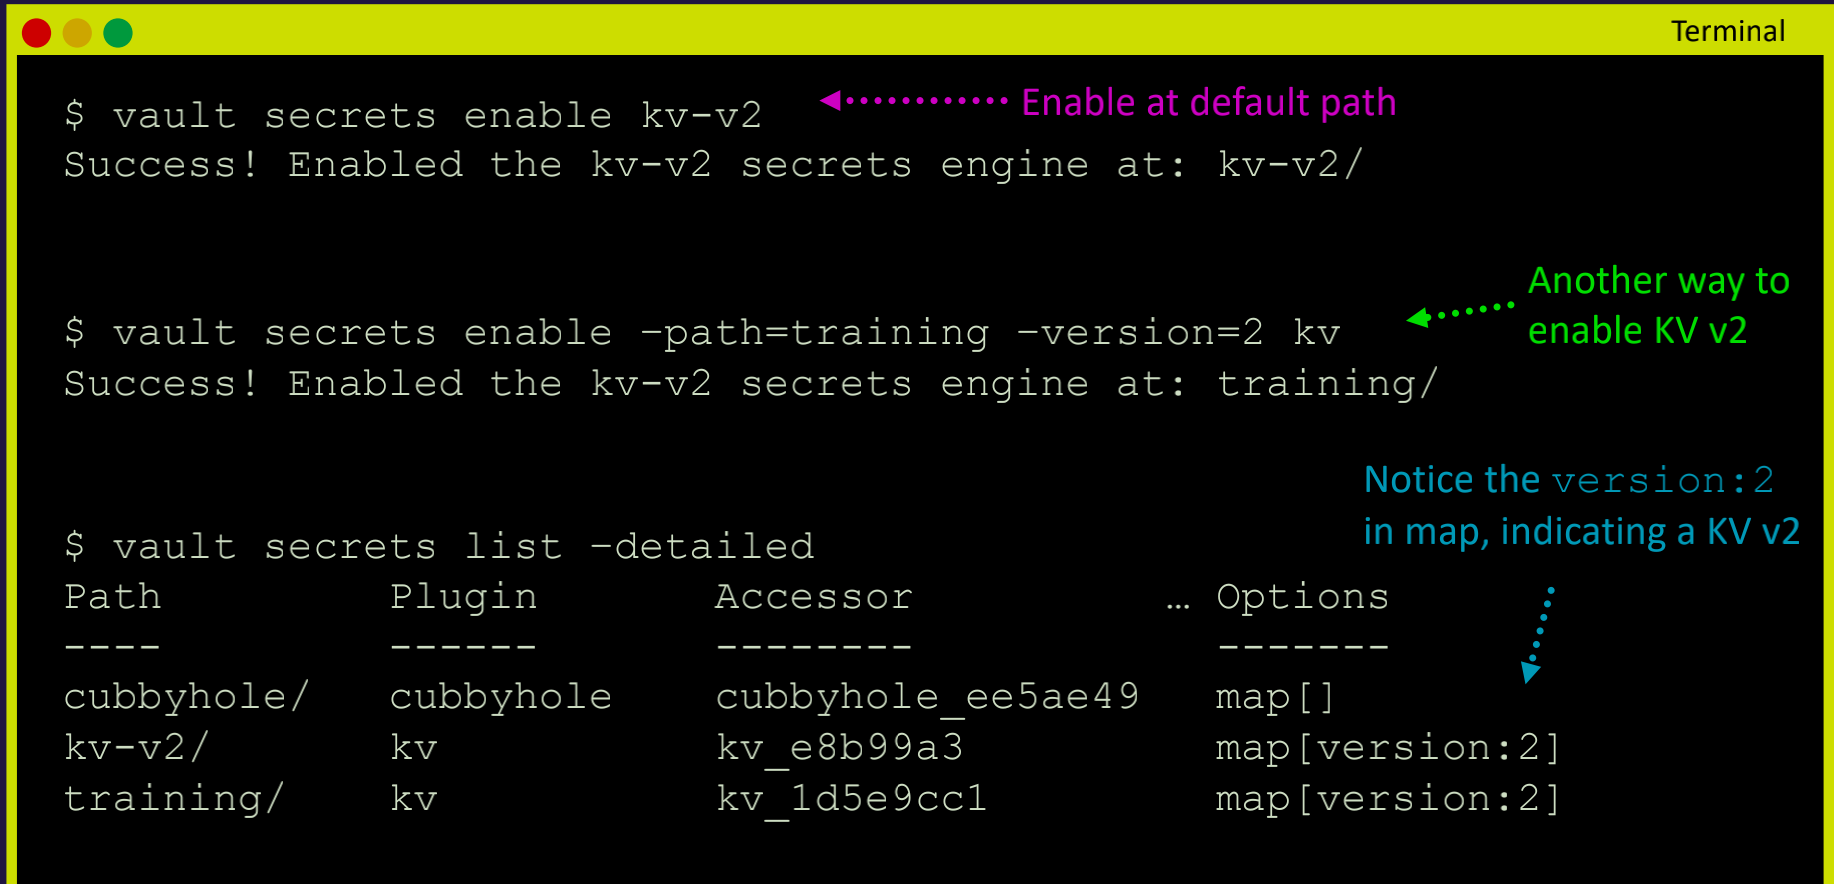 Terminal
$ vault secrets enable kv-v2
Enable at default path
Success! Enabled the kv-v2 secrets engine at: kv-v2/
Another way to
enable KV v2
$ vault secrets enable –path=training –version=2 kv
Success! Enabled the kv-v2 secrets engine at: training/
Notice the version:2
in map, indicating a KV v2
$ vault secrets list –detailed
Path Plugin Accessor … Options
---- ------ -------- -------
cubbyhole/ cubbyhole cubbyhole_ee5ae49 map[]
kv-v2/ kv kv_e8b99a3 map[version:2]
training/ kv kv_1d5e9cc1 map[version:2]